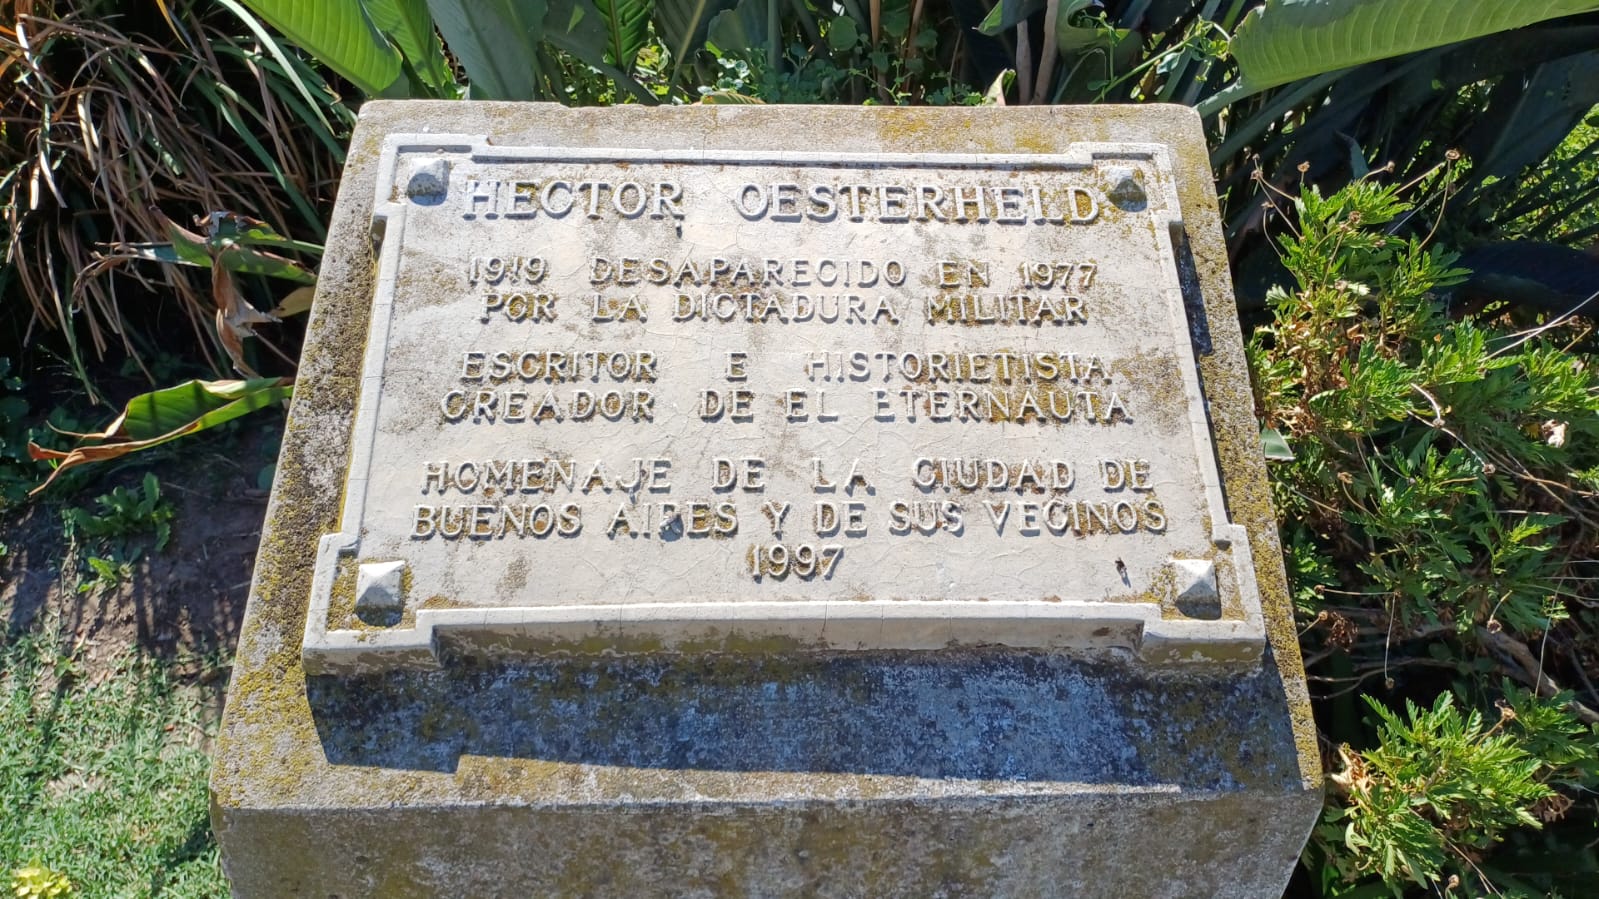 HECTOR OESTERHELD
1919 DESAPARECIDO EN 1977
POR LA DICTADURA MILITAR
ESCRITOR E HISTORIETISTA
CREADOR DE EL ETERNAUTA
HOMENAJE DE LA CIUDAD DE
BUENOS AIRES Y DE SUS VECINOS
1997